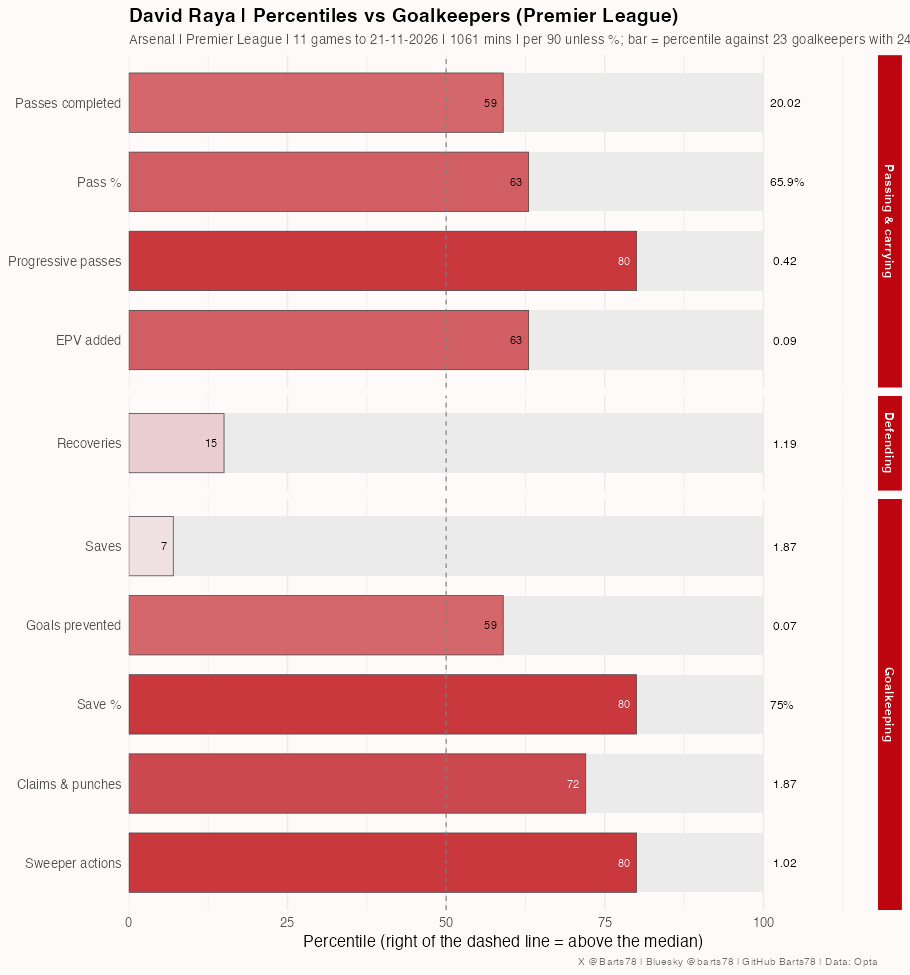 David Raya | Percentiles vs Goalkeepers (Premier League)
Arsenal | Premier League | 11 games to 21-11-2026 | 1061 mins | per 90 unless %; bar = percentile against 23 goalkeepers with 24
Passing & carrying
Passes completed 59 20.02
Pass % 63 65.9%
Progressive passes 80 0.42
EPV added 63 0.09
Defending
Recoveries 15 1.19
Goalkeeping
Saves 7 1.87
Goals prevented 59 0.07
Save % 80 75%
Claims & punches 72 1.87
Sweeper actions 80 1.02
0 25 50 75 100
Percentile (right of the dashed line = above the median)
X @Barts78 | Bluesky @barts78 | GitHub Barts78 | Data: Opta